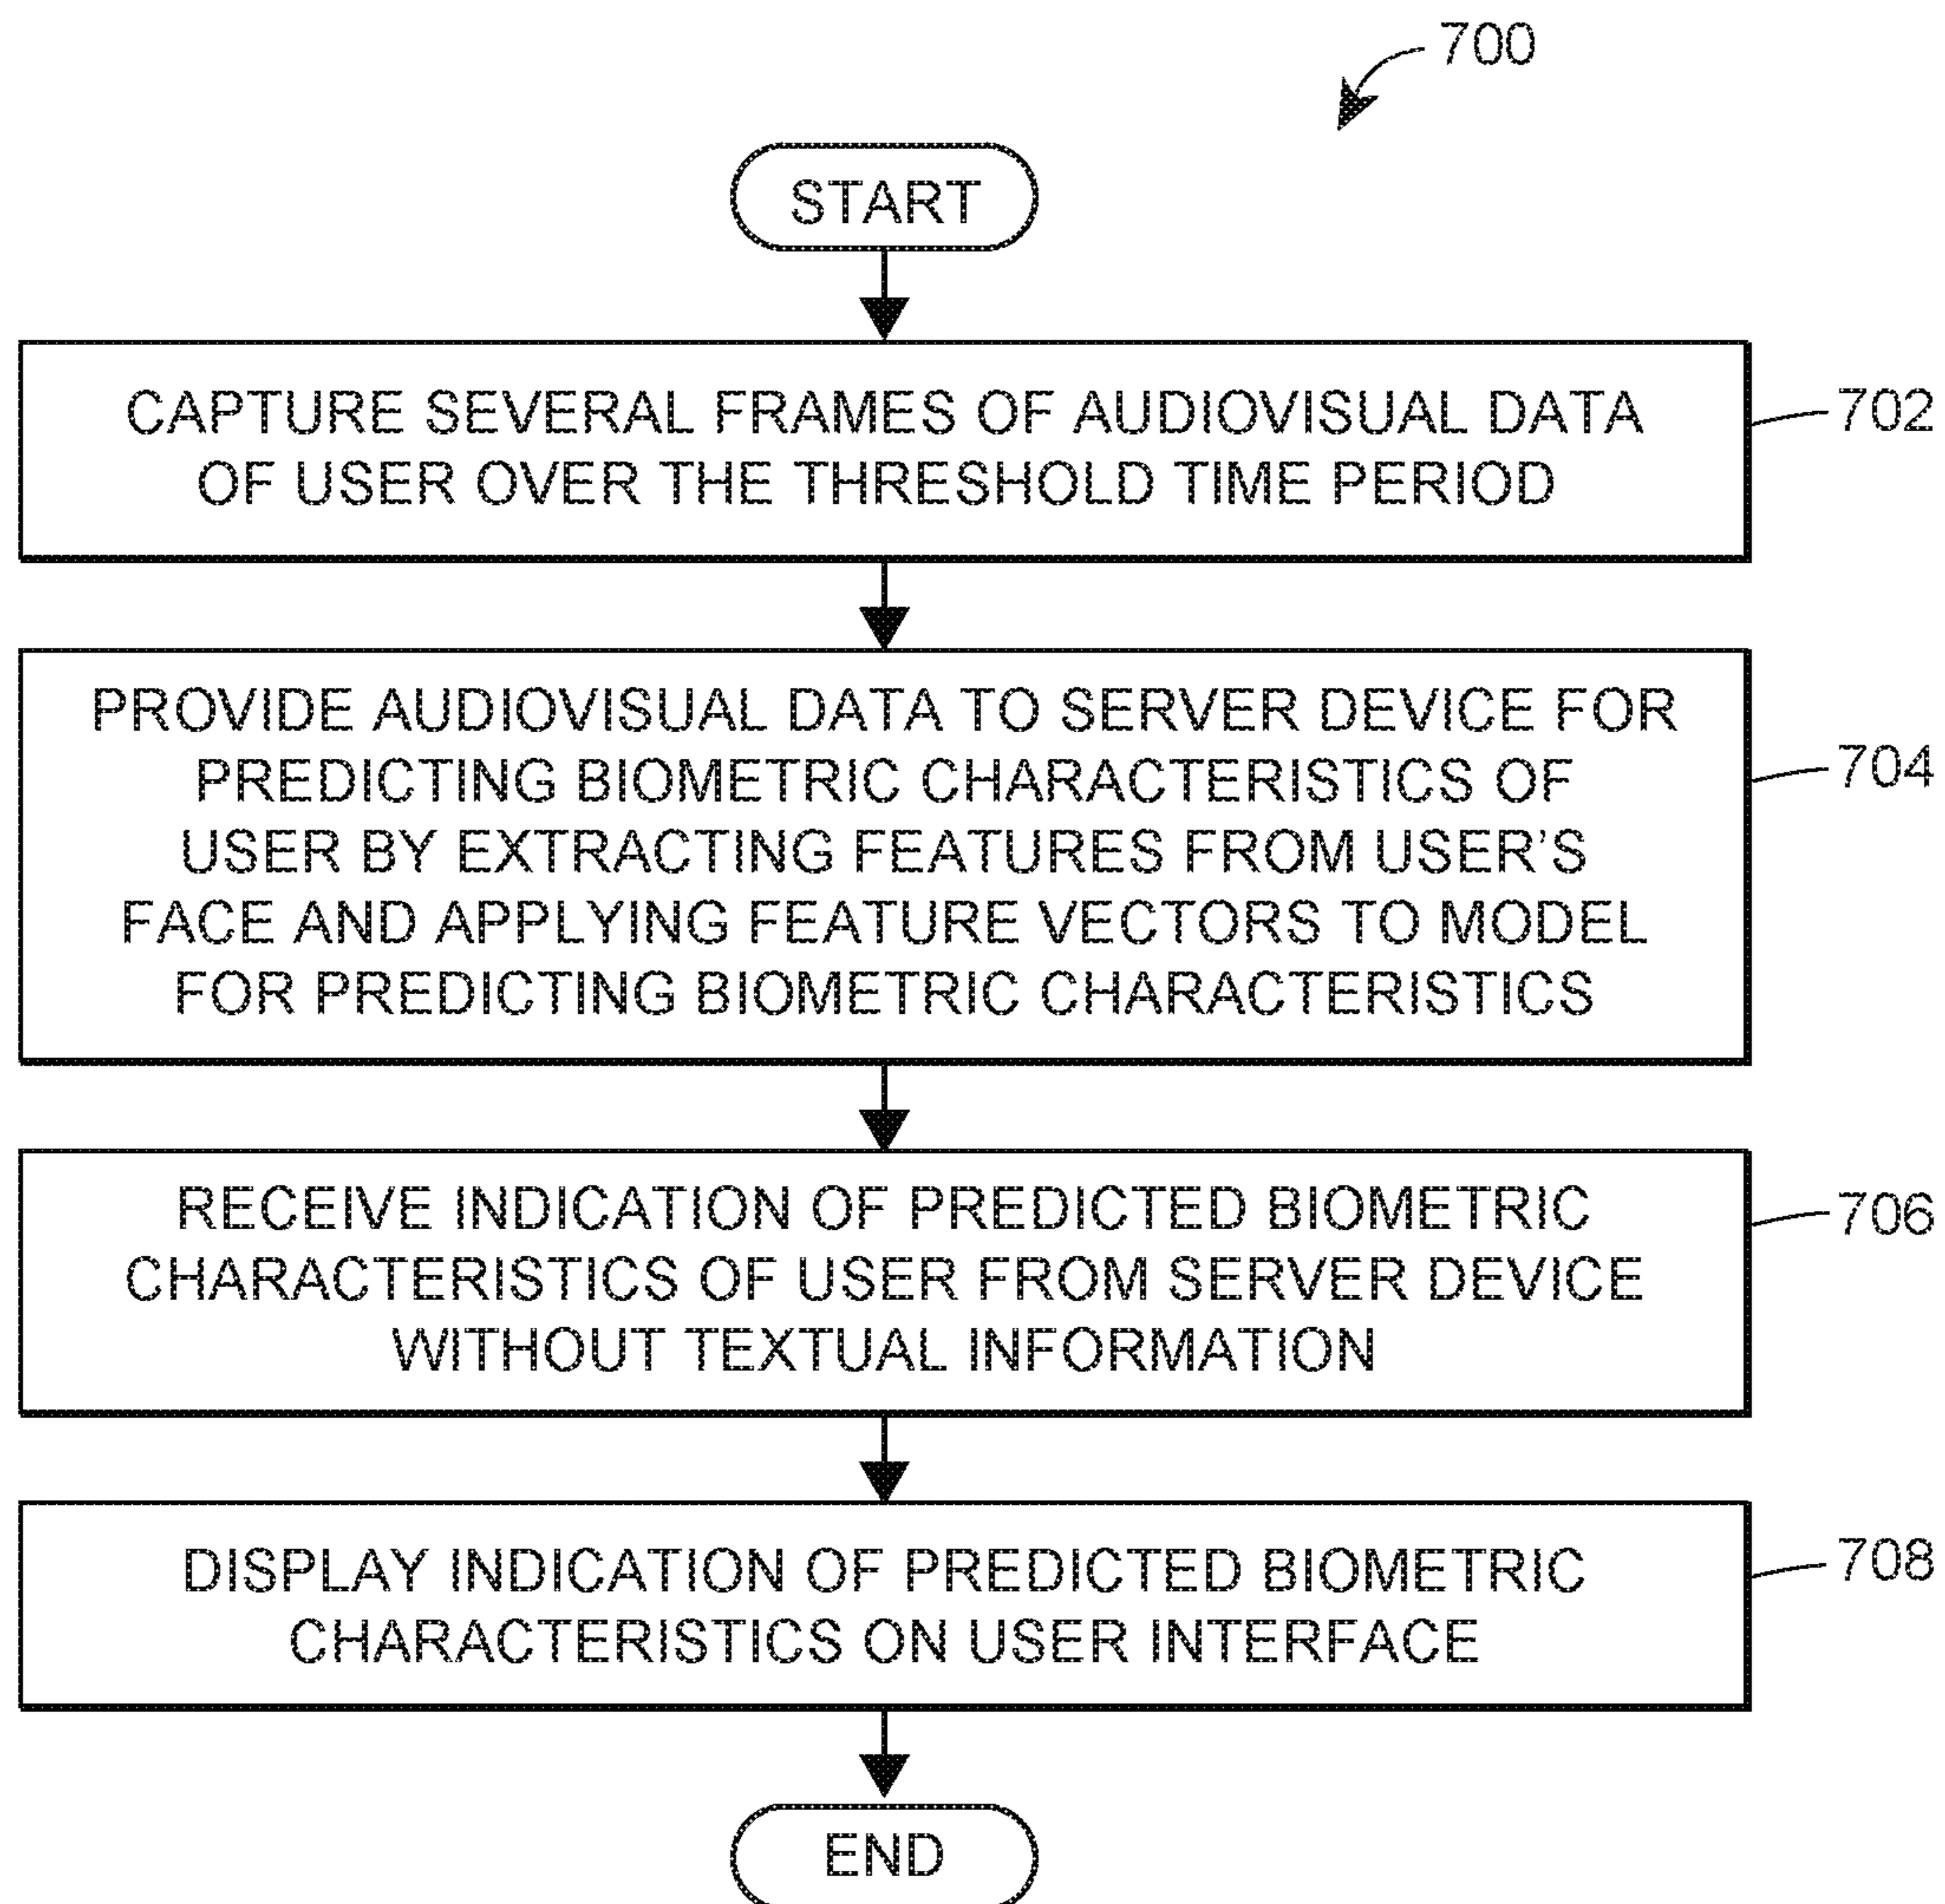 700
START
CAPTURE SEVERAL FRAMES OF AUDIOVISUAL DATA
OF USER OVER THE THRESHOLD TIME PERIOD
702
PROVIDE AUDIOVISUAL DATA TO SERVER DEVICE FOR
PREDICTING BIOMETRIC CHARACTERISTICS OF
USER BY EXTRACTING FEATURES FROM USER'S
FACE AND APPLYING FEATURE VECTORS TO MODEL
FOR PREDICTING BIOMETRIC CHARACTERISTICS
704
RECEIVE INDICATION OF PREDICTED BIOMETRIC
CHARACTERISTICS OF USER FROM SERVER DEVICE
WITHOUT TEXTUAL INFORMATION
706
DISPLAY INDICATION OF PREDICTED BIOMETRIC
CHARACTERISTICS ON USER INTERFACE
708
END